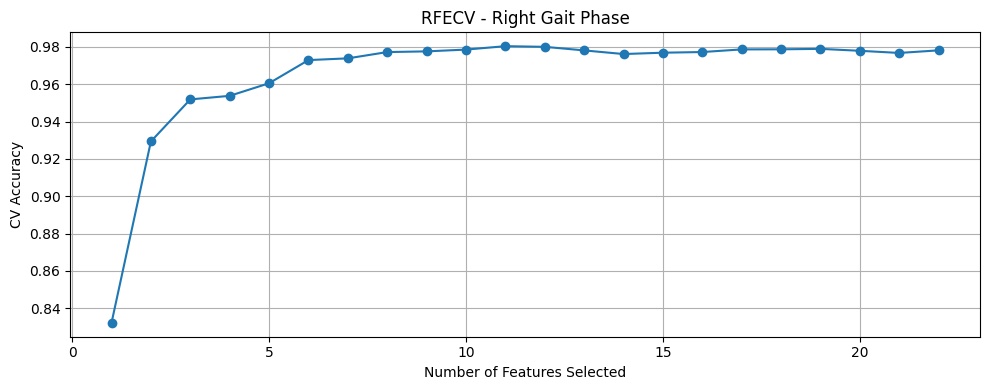 RFECV - Right Gait Phase
CV Accuracy
0.98
0.96
0.94
0.92
0.90
0.88
0.86
0.84
0 5 10 15 20
Number of Features Selected